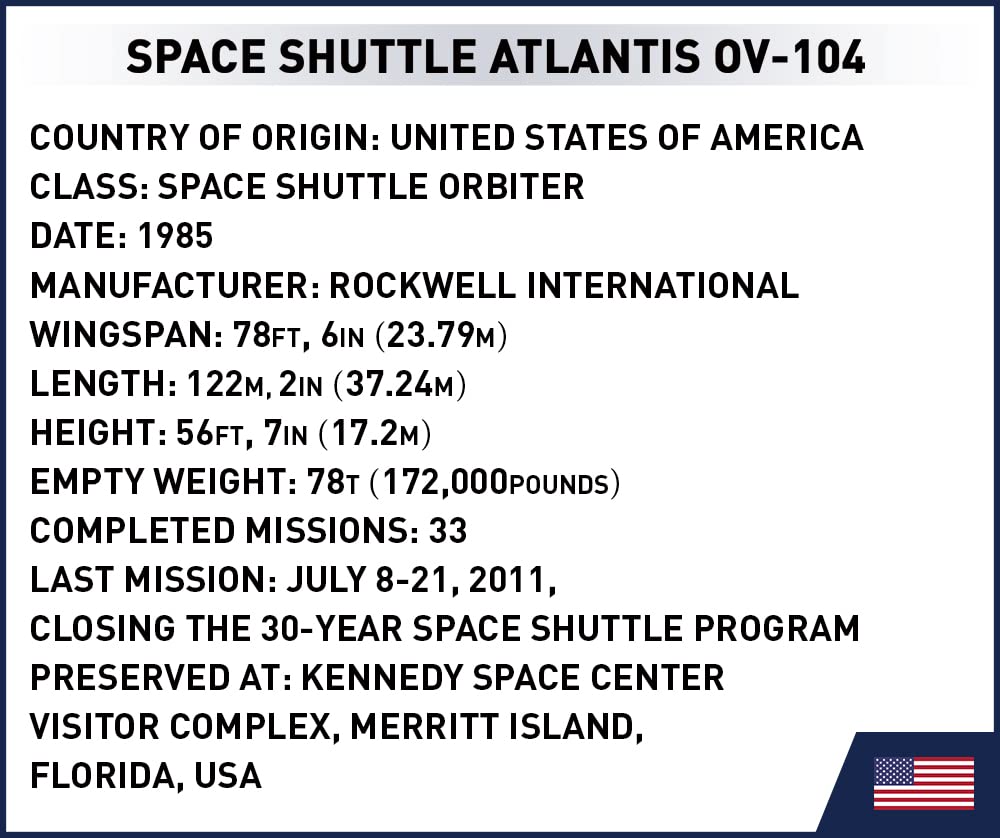 SPACE SHUTTLE ATLANTIS OV-104
COUNTRY OF ORIGIN: UNITED STATES OF AMERICA
CLASS: SPACE SHUTTLE ORBITER
DATE: 1985
MANUFACTURER: ROCKWELL INTERNATIONAL
WINGSPAN: 78FT, 6IN (23.79M)
LENGTH: 122M, 2IN (37.24M)
HEIGHT: 56FT, 7IN (17.2M)
EMPTY WEIGHT: 78T (172,000POUNDS)
COMPLETED MISSIONS: 33
LAST MISSION: JULY 8-21, 2011,
CLOSING THE 30-YEAR SPACE SHUTTLE PROGRAM
PRESERVED AT: KENNEDY SPACE CENTER
VISITOR COMPLEX, MERRITT ISLAND,
FLORIDA, USA